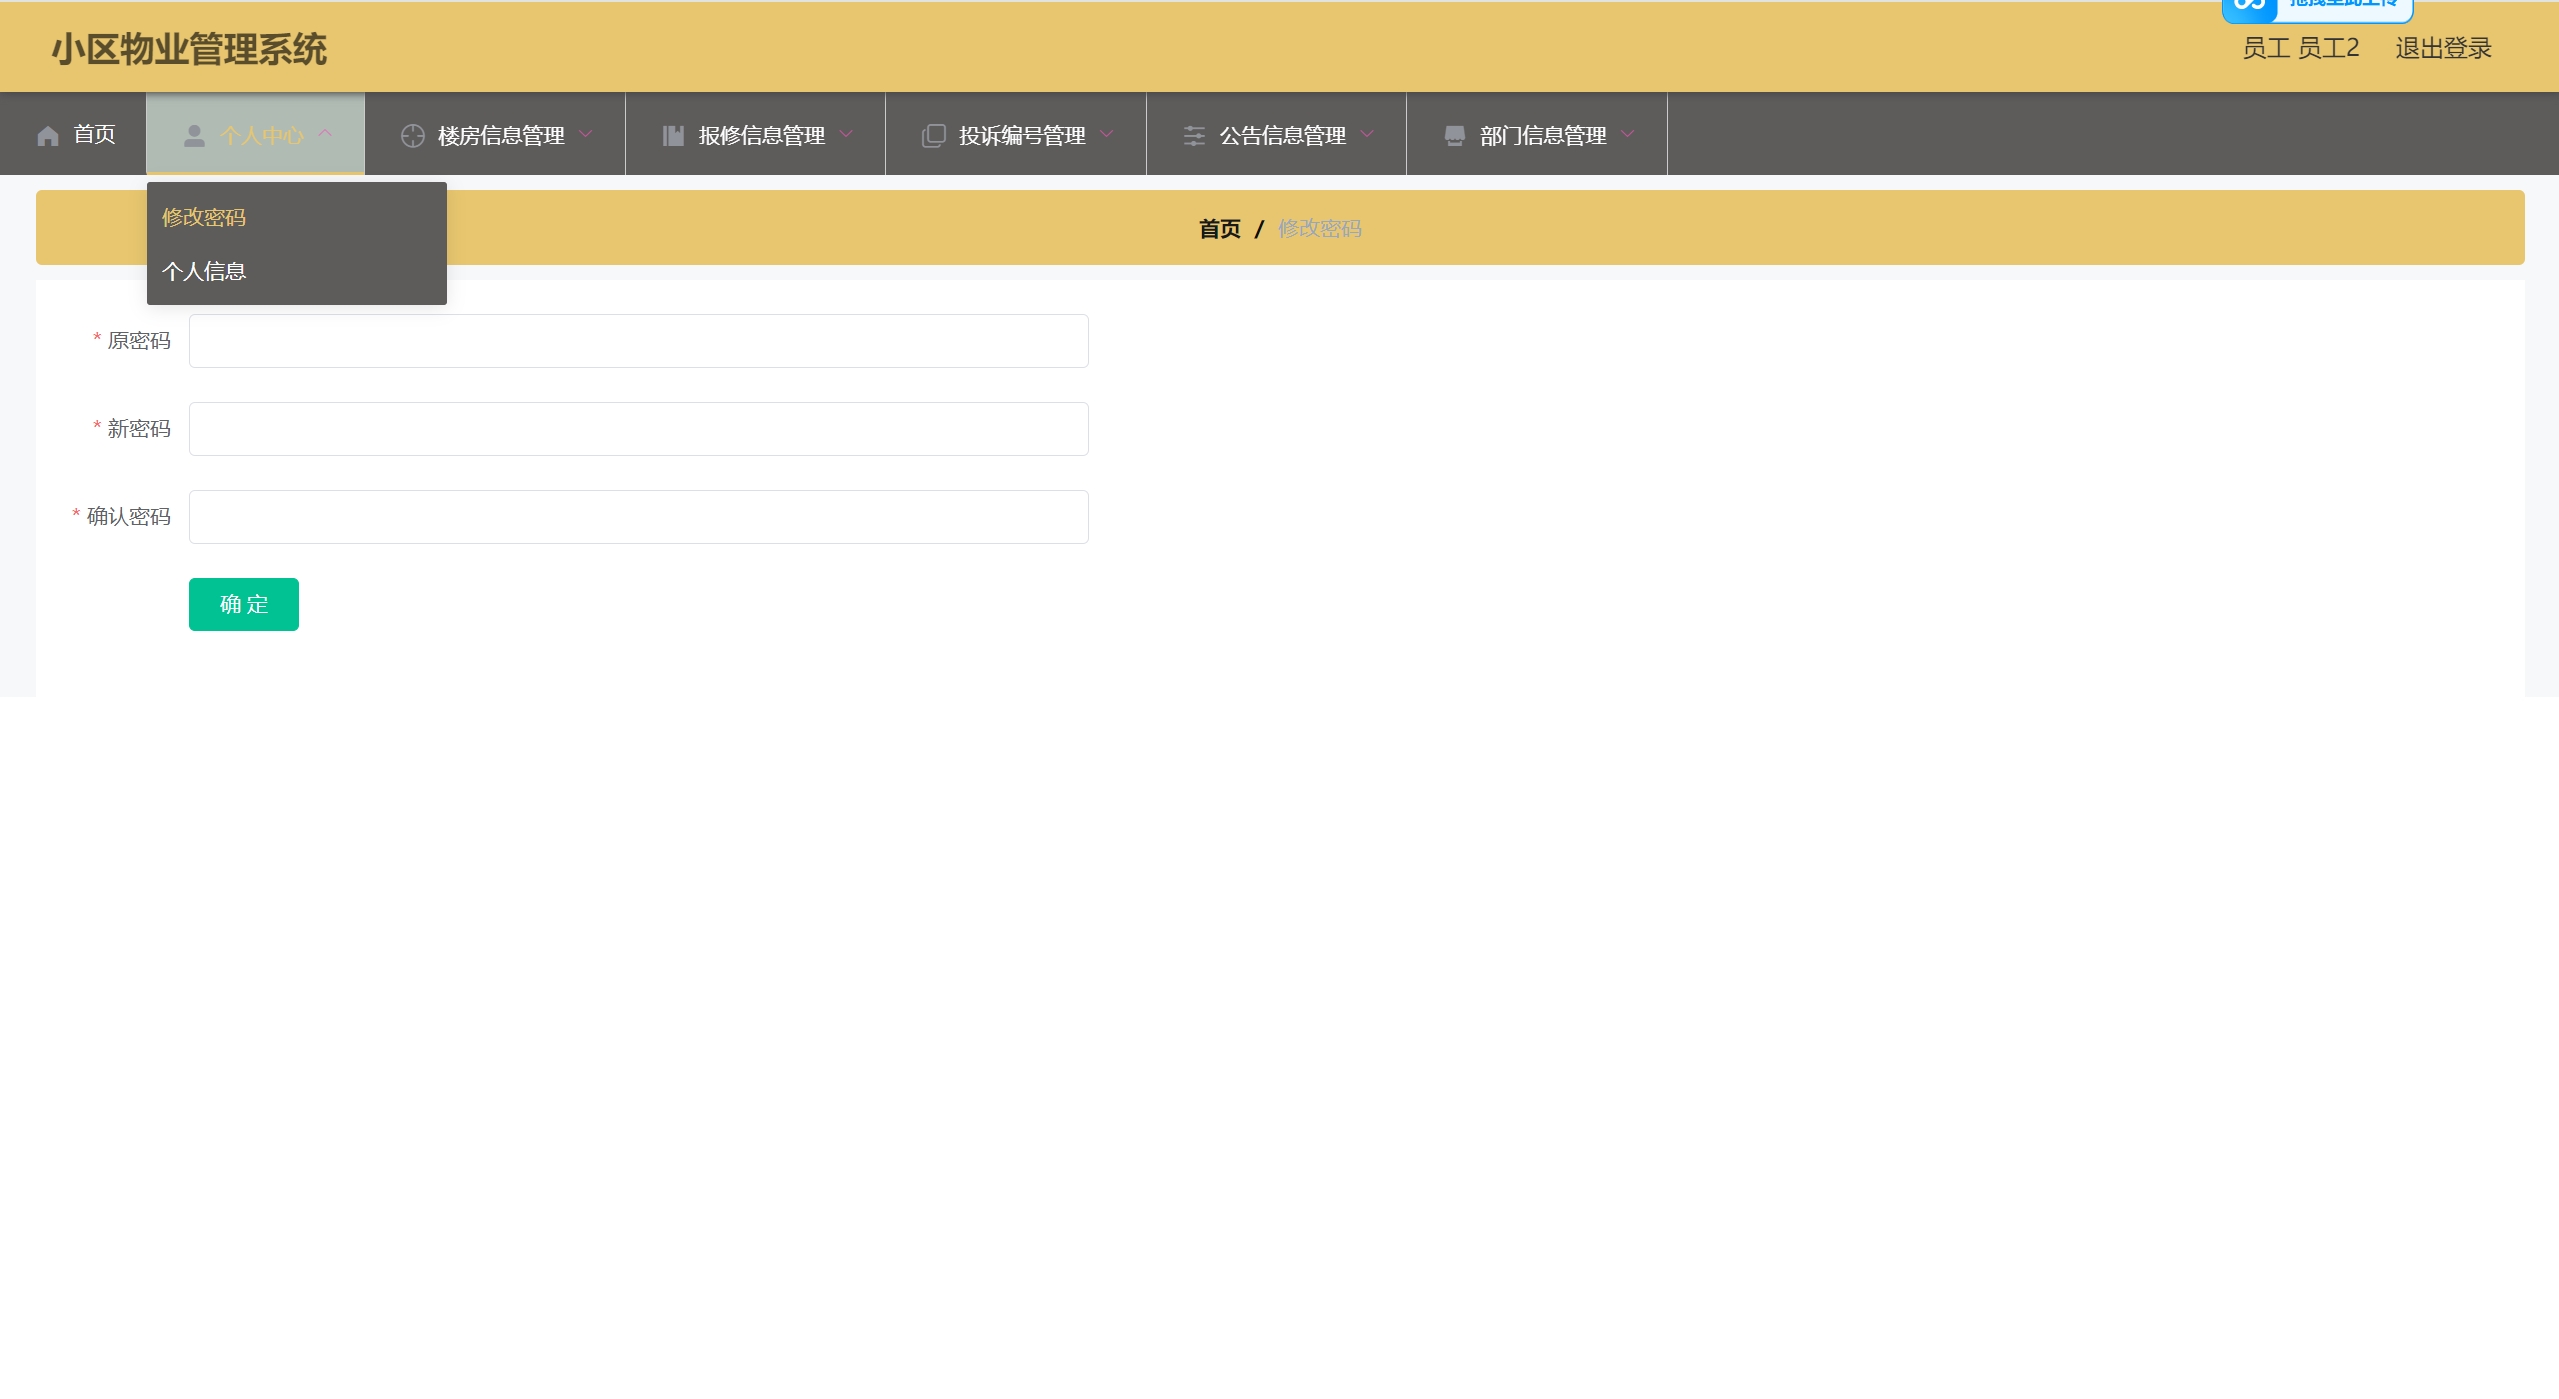 小区物业管理系统
员工 员工2 退出登录
首页 个人中心 楼房信息管理 报修信息管理 投诉编号管理 公告信息管理 部门信息管理
修改密码
个人信息
首页 / 修改密码
* 原密码
* 新密码
* 确认密码
确 定